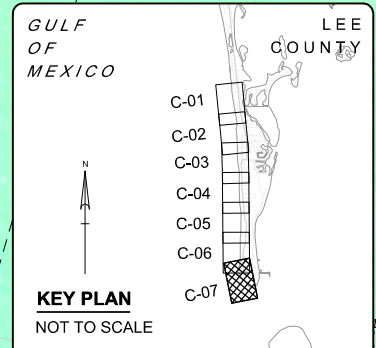 GULF
OF
MEXICO
LEE
COUNTY
C-01
C-02
C-03
C-04
C-05
C-06
C-07
N
KEY PLAN
NOT TO SCALE